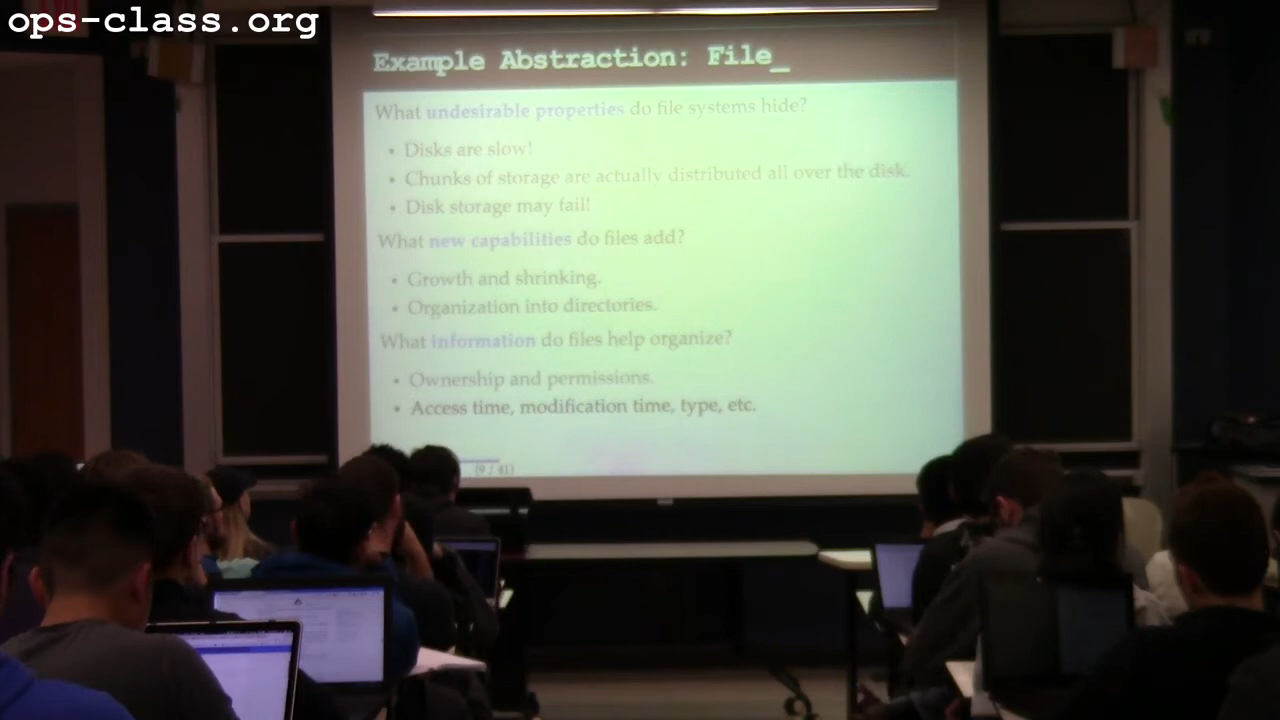 ops-class.org
Example Abstraction: File_
What undesirable properties do file systems hide?
• Disks are slow!
• Chunks of storage are actually distributed all over the disk.
• Disk storage may fail!
What new capabilities do files add?
• Growth and shrinking.
• Organization into directories.
What information do files help organize?
• Ownership and permissions.
• Access time, modification time, type, etc.
(9 / 41)